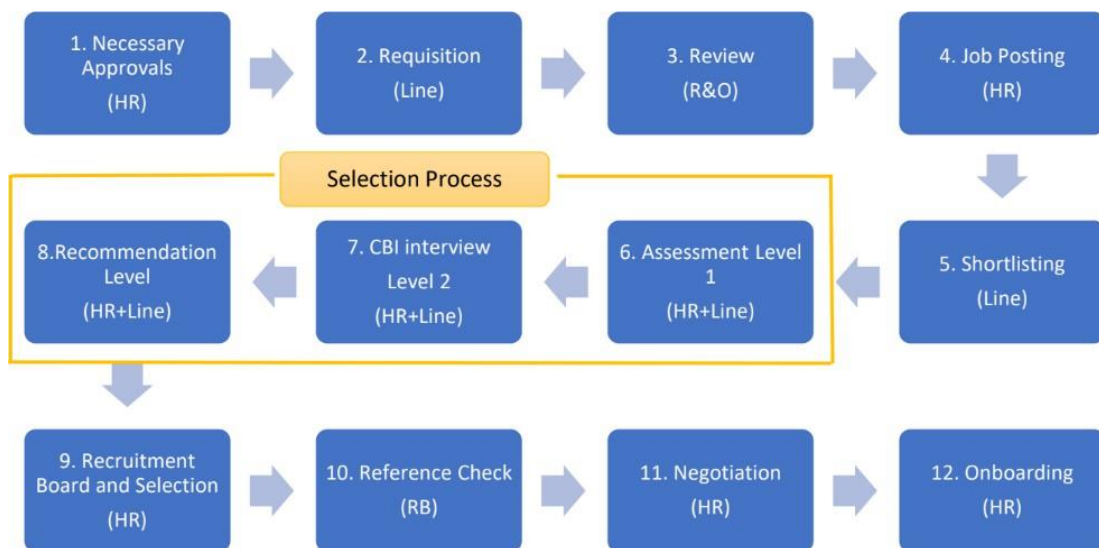 1. Necessary
Approvals
(HR)
2. Requisition
(Line)
3. Review
(R&O)
4. Job Posting
(HR)
Selection Process
5. Shortlisting
(Line)
6. Assessment Level
1
(HR+Line)
7. CBI interview
Level 2
(HR+Line)
8.Recommendation
Level
(HR+Line)
9. Recruitment
Board and Selection
(HR)
10. Reference Check
(RB)
11. Negotiation
(HR)
12. Onboarding
(HR)